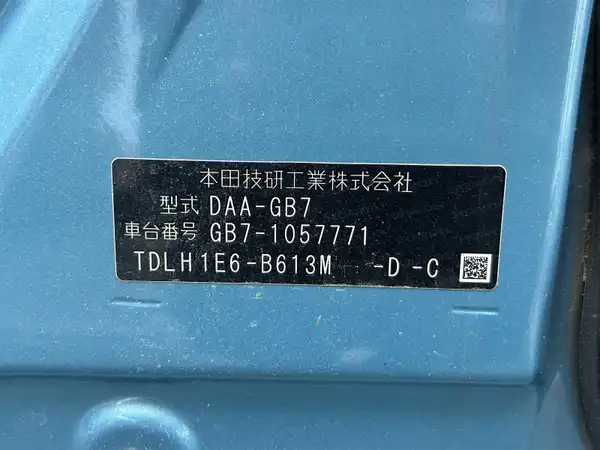 本田技研工業株式会社
型式 DAA-GB7
車台番号 GB7-1057771
TDLH1E6-B613M -D -C